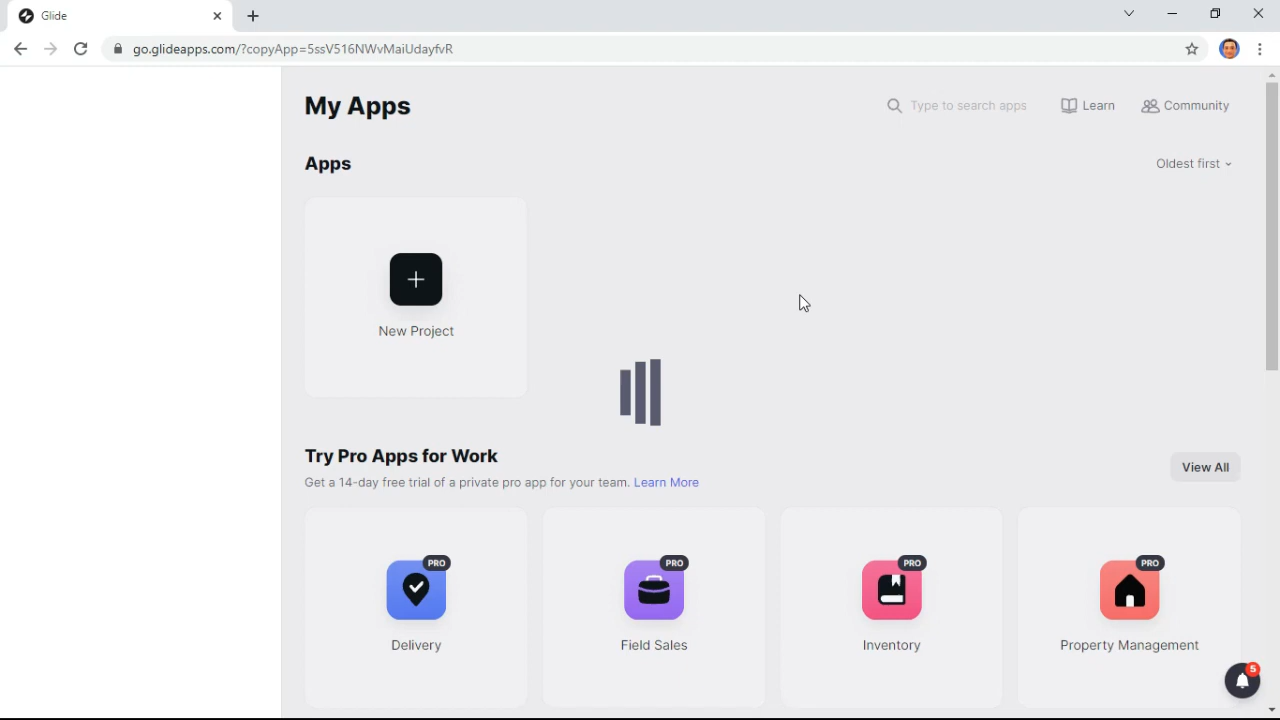 Glide
go.glideapps.com/?copyApp=5ssV516NWvMaiUdayfvR
My Apps
Type to search apps
Learn
Community
Apps
Oldest first
New Project
Try Pro Apps for Work
Get a 14-day free trial of a private pro app for your team. Learn More
View All
PRO
PRO
PRO
PRO
Delivery
Field Sales
Inventory
Property Management
5